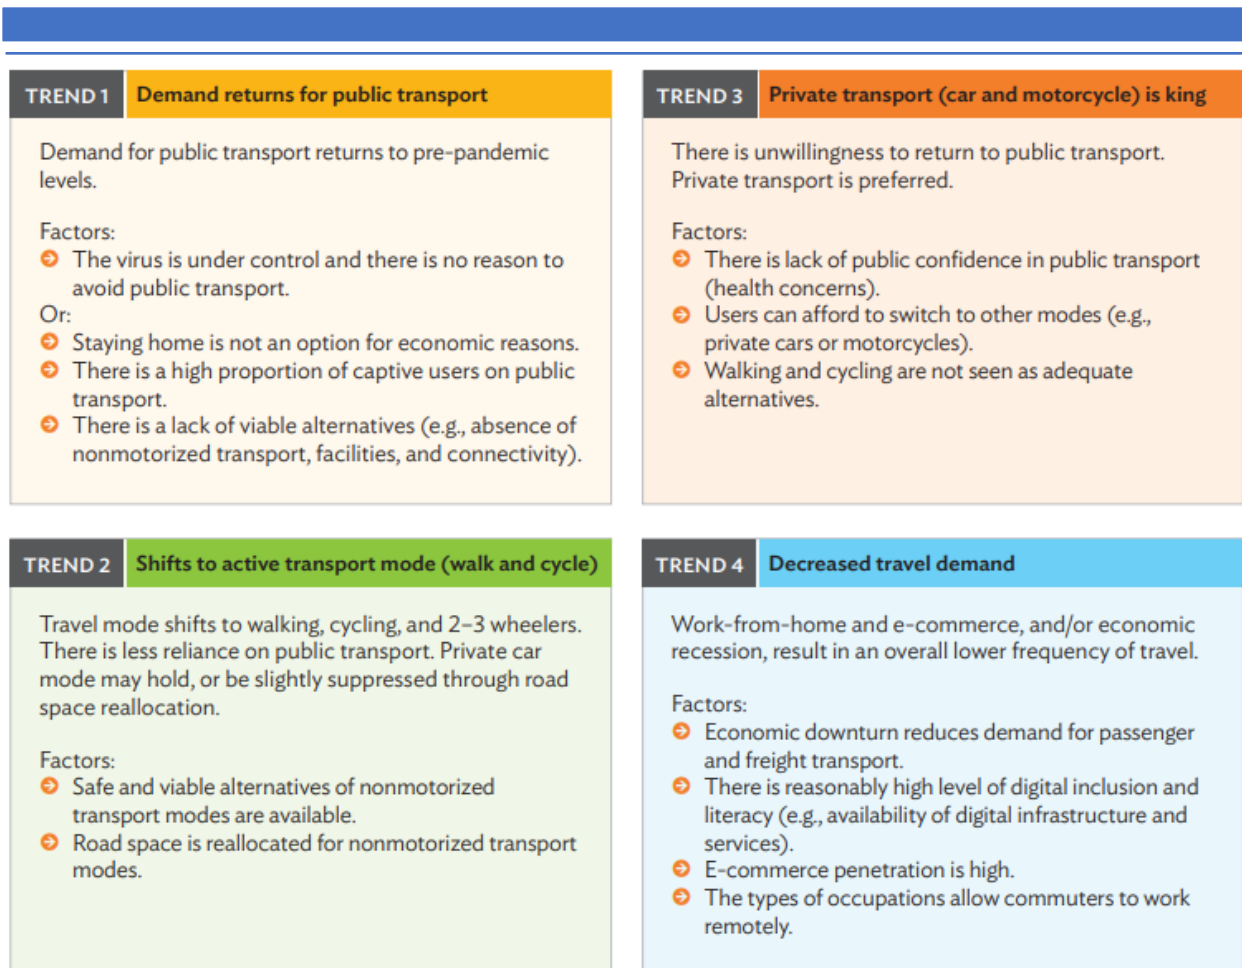 TREND 1 Demand returns for public transport
Demand for public transport returns to pre-pandemic
levels.
Factors:
The virus is under control and there is no reason to
avoid public transport.
Or:
Staying home is not an option for economic reasons.
There is a high proportion of captive users on public
transport.
There is a lack of viable alternatives (e.g., absence of
nonmotorized transport, facilities, and connectivity).
TREND 3 Private transport (car and motorcycle) is king
There is unwillingness to return to public transport.
Private transport is preferred.
Factors:
There is lack of public confidence in public transport
(health concerns).
Users can afford to switch to other modes (e.g.,
private cars or motorcycles).
Walking and cycling are not seen as adequate
alternatives.
TREND 2 Shifts to active transport mode (walk and cycle)
Travel mode shifts to walking, cycling, and 2–3 wheelers.
There is less reliance on public transport. Private car
mode may hold, or be slightly suppressed through road
space reallocation.
Factors:
Safe and viable alternatives of nonmotorized
transport modes are available.
Road space is reallocated for nonmotorized transport
modes.
TREND 4 Decreased travel demand
Work-from-home and e-commerce, and/or economic
recession, result in an overall lower frequency of travel.
Factors:
Economic downturn reduces demand for passenger
and freight transport.
There is reasonably high level of digital inclusion and
literacy (e.g., availability of digital infrastructure and
services).
E-commerce penetration is high.
The types of occupations allow commuters to work
remotely.